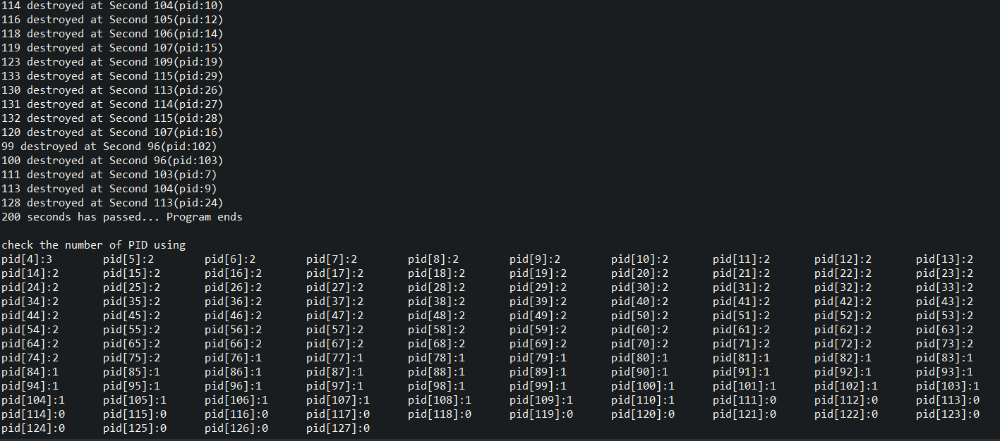 114 destroyed at Second 104(pid:10)
116 destroyed at Second 105(pid:12)
118 destroyed at Second 106(pid:14)
119 destroyed at Second 107(pid:15)
123 destroyed at Second 109(pid:19)
133 destroyed at Second 115(pid:29)
130 destroyed at Second 113(pid:26)
131 destroyed at Second 114(pid:27)
132 destroyed at Second 115(pid:28)
120 destroyed at Second 107(pid:16)
99 destroyed at Second 96(pid:102)
100 destroyed at Second 96(pid:103)
111 destroyed at Second 103(pid:7)
113 destroyed at Second 104(pid:9)
128 destroyed at Second 113(pid:24)
200 seconds has passed... Program ends
check the number of PID using
pid[4]:3 pid[5]:2 pid[6]:2 pid[7]:2 pid[8]:2 pid[9]:2 pid[10]:2 pid[11]:2 pid[12]:2 pid[13]:2
pid[14]:2 pid[15]:2 pid[16]:2 pid[17]:2 pid[18]:2 pid[19]:2 pid[20]:2 pid[21]:2 pid[22]:2 pid[23]:2
pid[24]:2 pid[25]:2 pid[26]:2 pid[27]:2 pid[28]:2 pid[29]:2 pid[30]:2 pid[31]:2 pid[32]:2 pid[33]:2
pid[34]:2 pid[35]:2 pid[36]:2 pid[37]:2 pid[38]:2 pid[39]:2 pid[40]:2 pid[41]:2 pid[42]:2 pid[43]:2
pid[44]:2 pid[45]:2 pid[46]:2 pid[47]:2 pid[48]:2 pid[49]:2 pid[50]:2 pid[51]:2 pid[52]:2 pid[53]:2
pid[54]:2 pid[55]:2 pid[56]:2 pid[57]:2 pid[58]:2 pid[59]:2 pid[60]:2 pid[61]:2 pid[62]:2 pid[63]:2
pid[64]:2 pid[65]:2 pid[66]:2 pid[67]:2 pid[68]:2 pid[69]:2 pid[70]:2 pid[71]:2 pid[72]:2 pid[73]:2
pid[74]:2 pid[75]:2 pid[76]:1 pid[77]:1 pid[78]:1 pid[79]:1 pid[80]:1 pid[81]:1 pid[82]:1 pid[83]:1
pid[84]:1 pid[85]:1 pid[86]:1 pid[87]:1 pid[88]:1 pid[89]:1 pid[90]:1 pid[91]:1 pid[92]:1 pid[93]:1
pid[94]:1 pid[95]:1 pid[96]:1 pid[97]:1 pid[98]:1 pid[99]:1 pid[100]:1 pid[101]:1 pid[102]:1 pid[103]:1
pid[104]:1 pid[105]:1 pid[106]:1 pid[107]:1 pid[108]:1 pid[109]:1 pid[110]:1 pid[111]:0 pid[112]:0 pid[113]:0
pid[114]:0 pid[115]:0 pid[116]:0 pid[117]:0 pid[118]:0 pid[119]:0 pid[120]:0 pid[121]:0 pid[122]:0 pid[123]:0
pid[124]:0 pid[125]:0 pid[126]:0 pid[127]:0